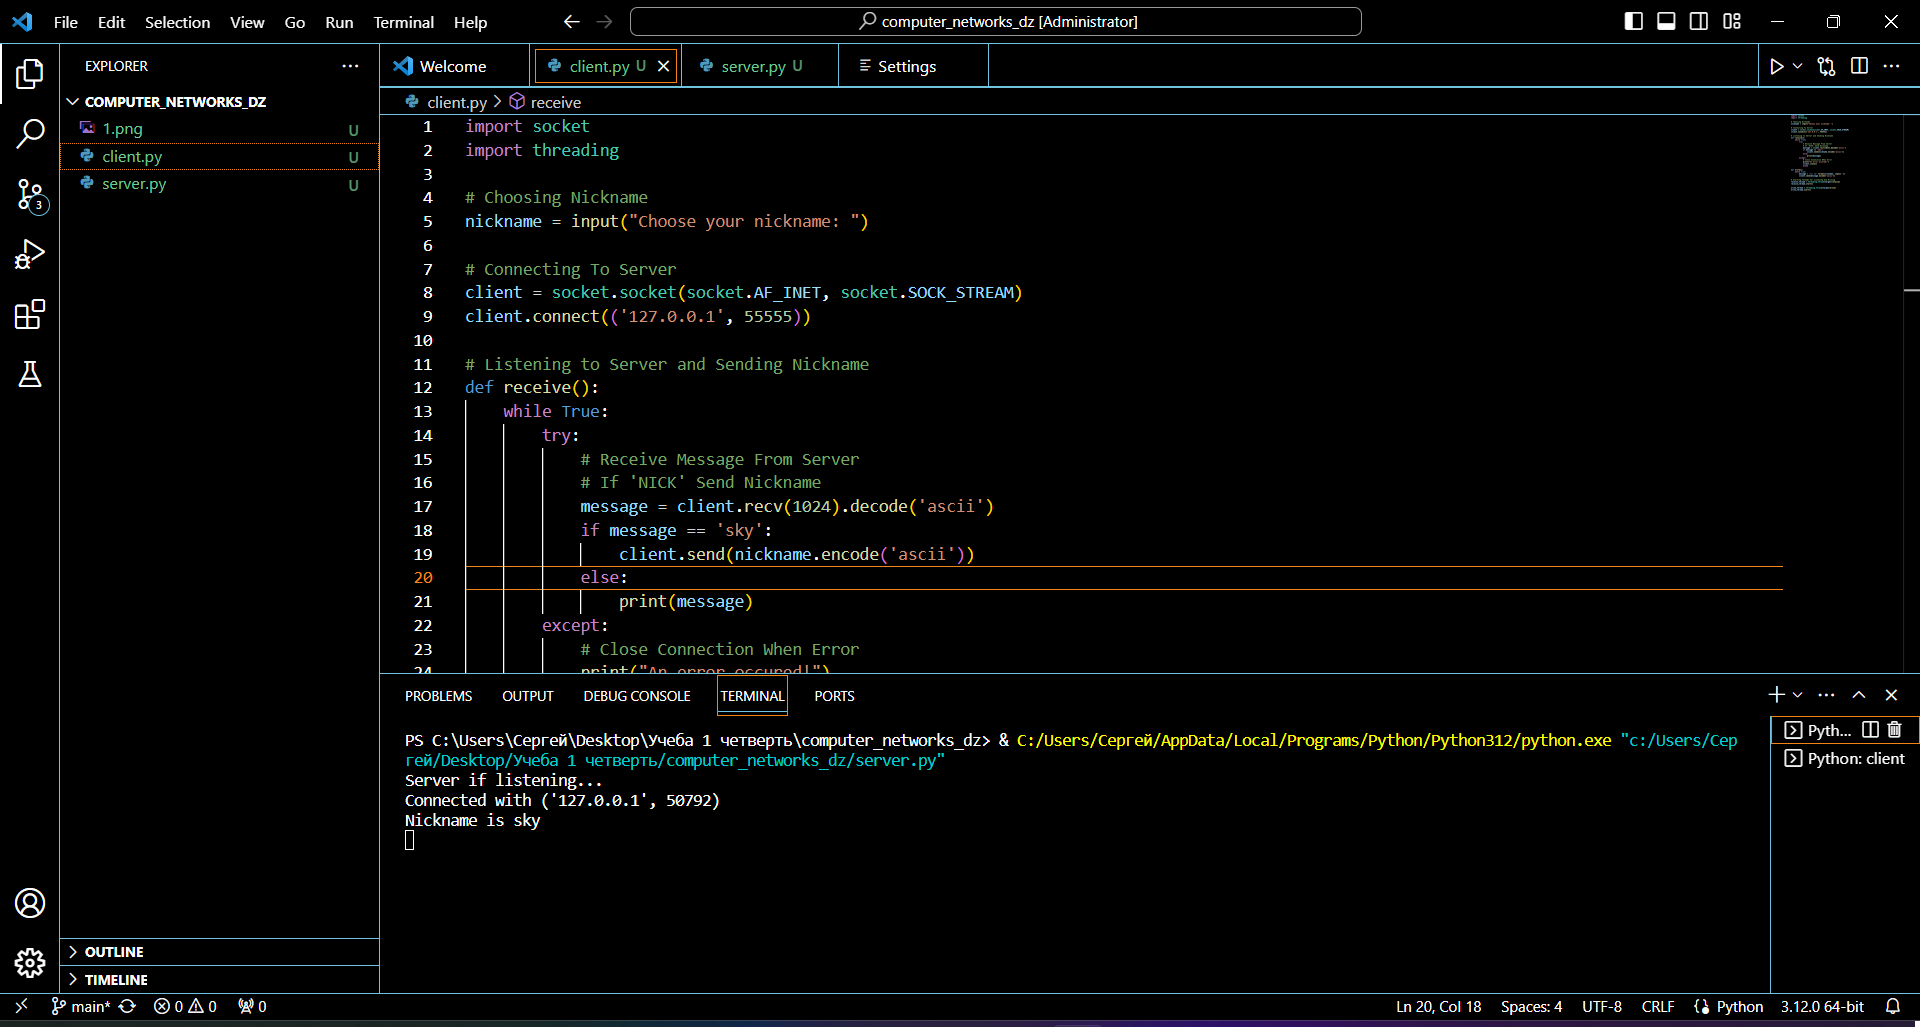 File Edit Selection View Go Run Terminal Help
computer_networks_dz [Administrator]
EXPLORER
COMPUTER_NETWORKS_DZ
1.png U
client.py U
server.py U
3
OUTLINE
TIMELINE
Welcome client.py U server.py U Settings
client.py > receive
1 import socket
2 import threading
3
4 # Choosing Nickname
5 nickname = input("Choose your nickname: ")
6
7 # Connecting To Server
8 client = socket.socket(socket.AF_INET, socket.SOCK_STREAM)
9 client.connect(('127.0.0.1', 55555))
10
11 # Listening to Server and Sending Nickname
12 def receive():
13 while True:
14 try:
15 # Receive Message From Server
16 # If 'NICK' Send Nickname
17 message = client.recv(1024).decode('ascii')
18 if message == 'sky':
19 client.send(nickname.encode('ascii'))
20 else:
21 print(message)
22 except:
23 # Close Connection When Error
24 print("An error occured!")
PROBLEMS OUTPUT DEBUG CONSOLE TERMINAL PORTS
PS C:\Users\Сергей\Desktop\Учеба 1 четверть\computer_networks_dz> & C:/Users/Сергей/AppData/Local/Programs/Python/Python312/python.exe "c:/Users/Сер
гей/Desktop/Учеба 1 четверть/computer_networks_dz/server.py"
Server if listening...
Connected with ('127.0.0.1', 50792)
Nickname is sky
Pyth...
Python: client
main* 0 0 0 Ln 20, Col 18 Spaces: 4 UTF-8 CRLF Python 3.12.0 64-bit